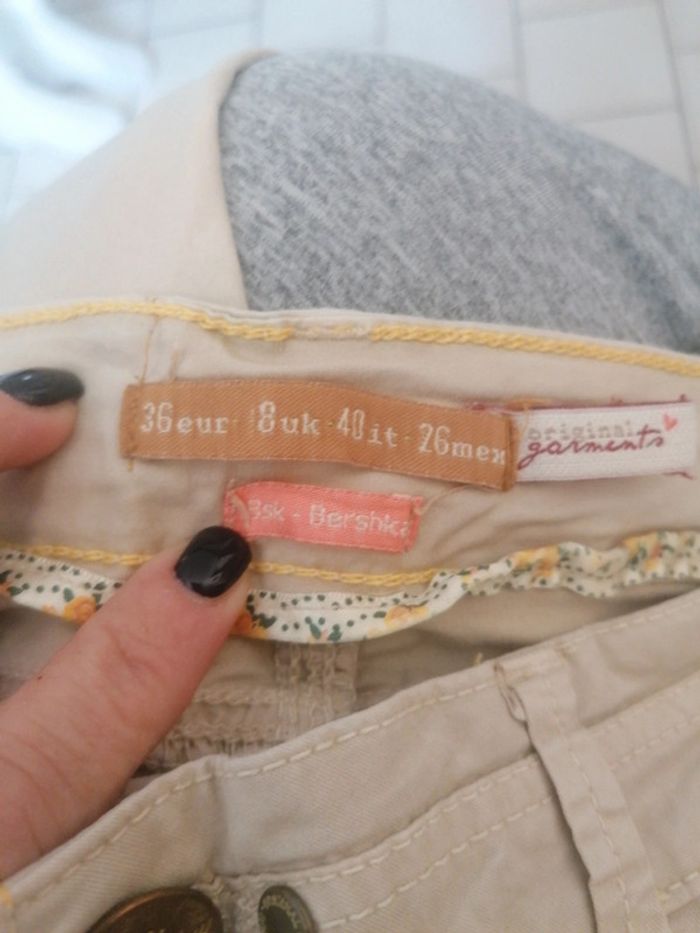 36eur · 8uk · 40it · 26mex
original
garments
Bsk - Bershka